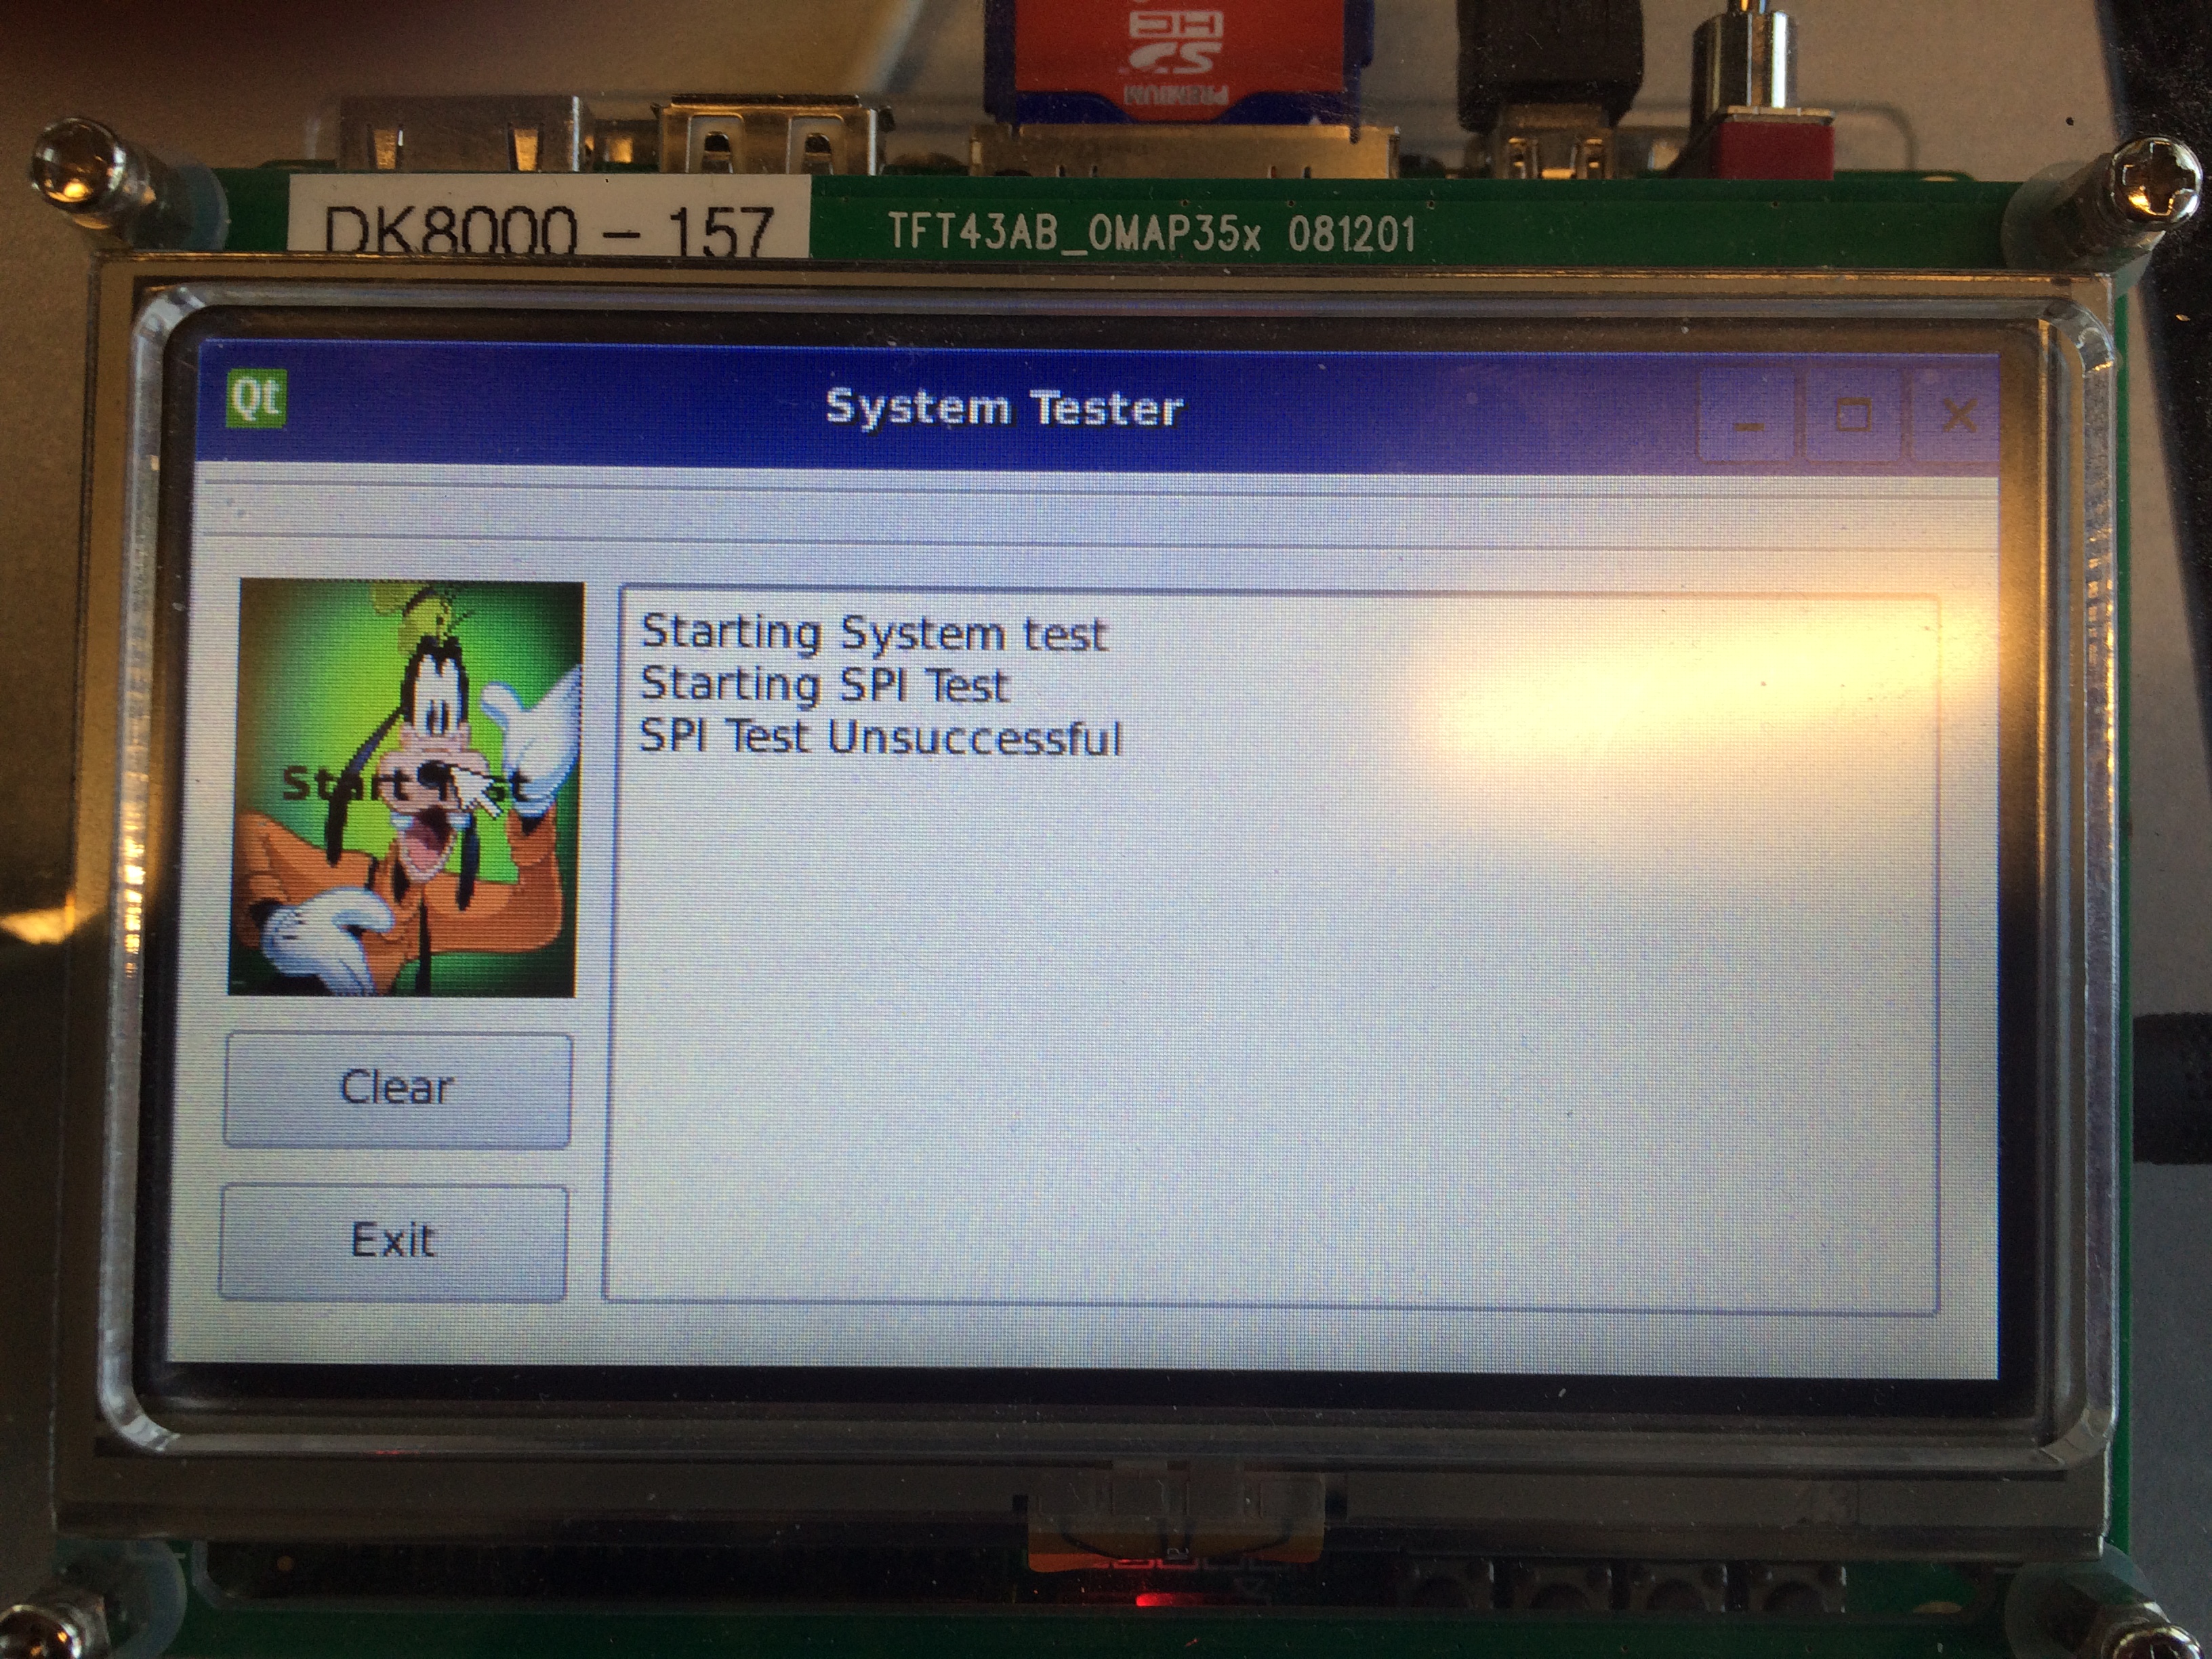 DK8000 - 157
TFT43AB_OMAP35x 081201
Qt
System Tester
Starting System test
Starting SPI Test
SPI Test Unsuccessful
Start
Clear
Exit
PREMIUM
SD
HC